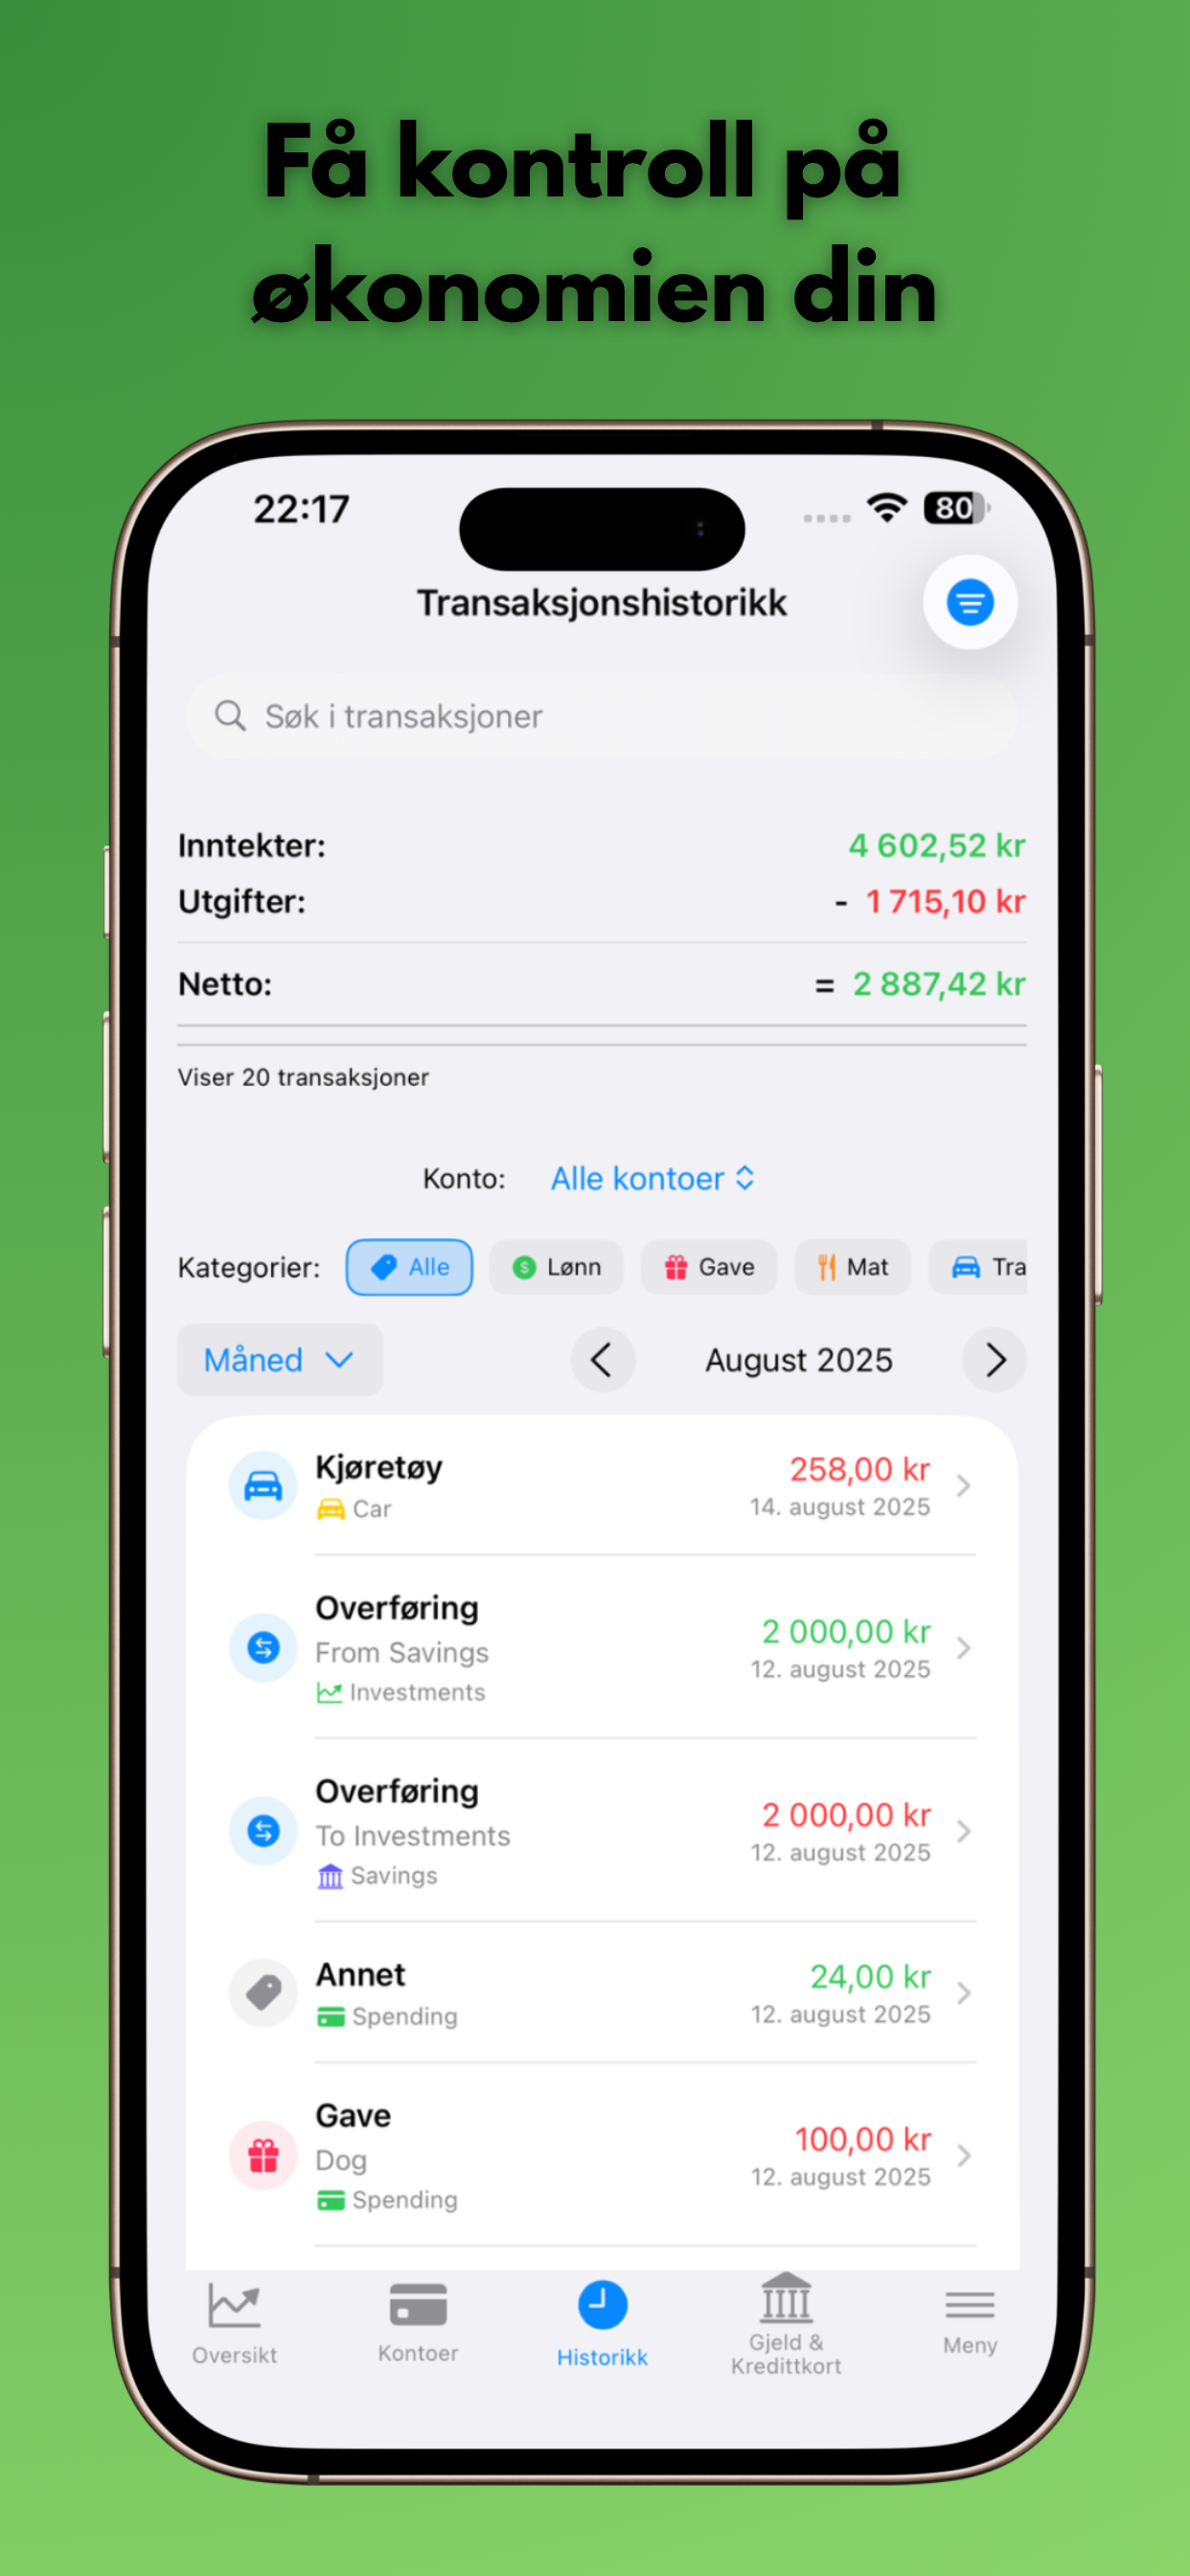 Få kontroll på
økonomien din
22:17
80
Transaksjonshistorikk
Søk i transaksjoner
Inntekter: 4 602,52 kr
Utgifter: - 1 715,10 kr
Netto: = 2 887,42 kr
Viser 20 transaksjoner
Konto: Alle kontoer
Kategorier: Alle Lønn Gave Mat Tra
Måned August 2025
Kjøretøy 258,00 kr
Car 14. august 2025
Overføring
From Savings 2 000,00 kr
Investments 12. august 2025
Overføring
To Investments 2 000,00 kr
Savings 12. august 2025
Annet 24,00 kr
Spending 12. august 2025
Gave
Dog 100,00 kr
Spending 12. august 2025
Oversikt Kontoer Historikk Gjeld & Meny
Kredittkort